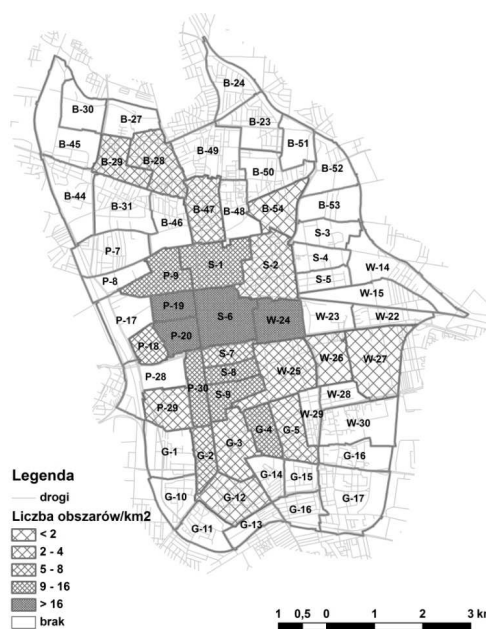 B-24
B-30
B-27
B-23
B-51
B-45
B-29
B-28
B-49
B-50
B-52
B-44
B-31
B-47
B-48
B-54
B-53
B-46
S-3
P-7
S-1
S-2
S-4
W-14
P-8
P-9
S-5
W-15
P-19
P-17
S-6
W-24
W-23
W-22
P-20
P-18
S-7
W-26
W-27
P-28
S-8
W-25
P-30
S-9
W-28
P-29
W-29
G-4
G-5
W-30
G-1
G-2
G-3
G-16
G-14
G-15
G-10
G-12
G-16
G-17
G-11
G-13
Legenda
drogi
Liczba obszarów/km2
< 2
2 - 4
5 - 8
9 - 16
> 16
brak
1 0,5 0 1 2 3 km